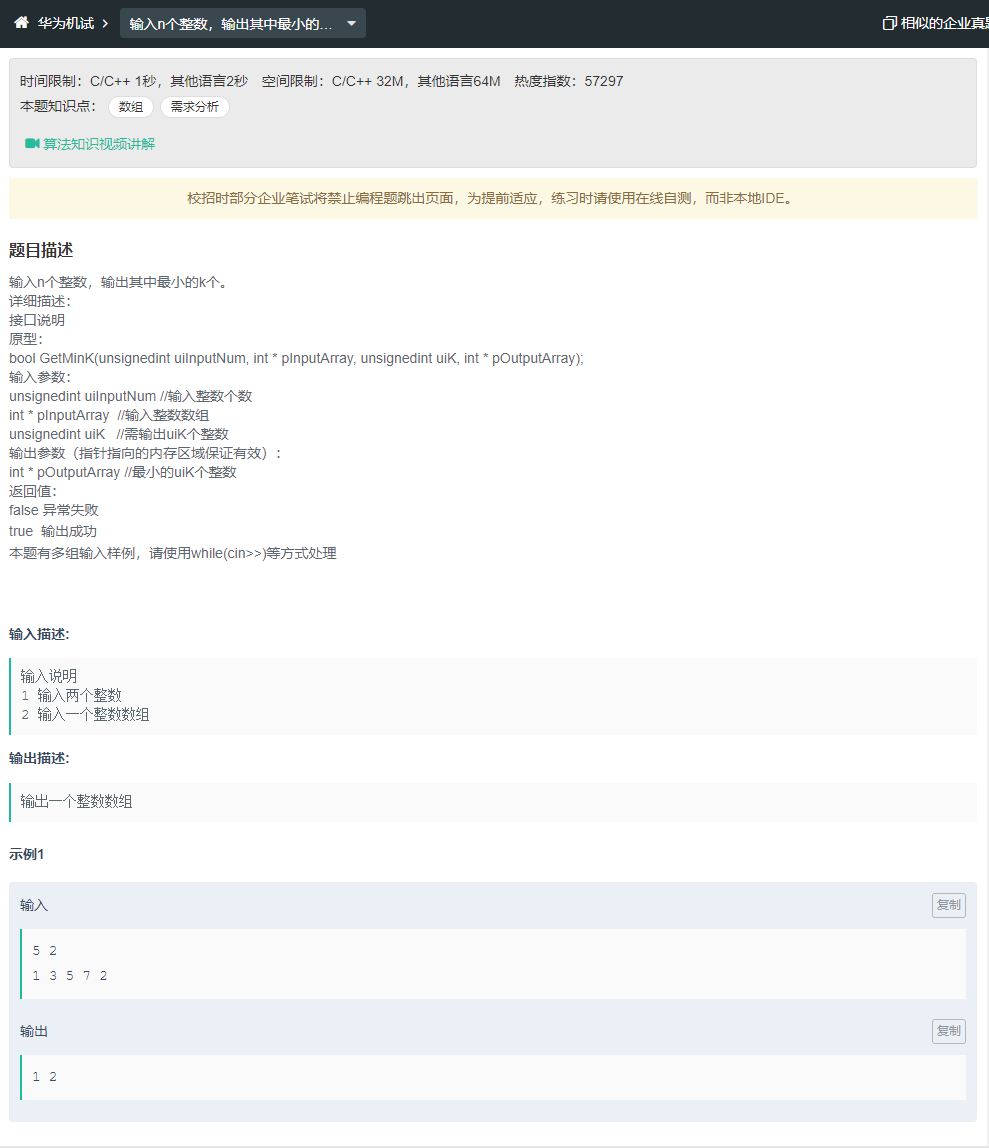 华为机试
输入n个整数，输出其中最小的...
相似的企业真
时间限制：C/C++ 1秒，其他语言2秒 空间限制：C/C++ 32M，其他语言64M 热度指数：57297
本题知识点： 数组 需求分析
算法知识视频讲解
校招时部分企业笔试将禁止编程题跳出页面，为提前适应，练习时请使用在线自测，而非本地IDE。
题目描述
输入n个整数，输出其中最小的k个。
详细描述：
接口说明
原型：
bool GetMinK(unsignedint uiInputNum, int * pInputArray, unsignedint uiK, int * pOutputArray);
输入参数：
unsignedint uiInputNum //输入整数个数
int * pInputArray //输入整数数组
unsignedint uiK //需输出uiK个整数
输出参数（指针指向的内存区域保证有效）：
int * pOutputArray //最小的uiK个整数
返回值：
false 异常失败
true 输出成功
本题有多组输入样例，请使用while(cin>>)等方式处理
输入描述:
输入说明
1 输入两个整数
2 输入一个整数数组
输出描述:
输出一个整数数组
示例1
输入
复制
5 2
1 3 5 7 2
输出
复制
1 2